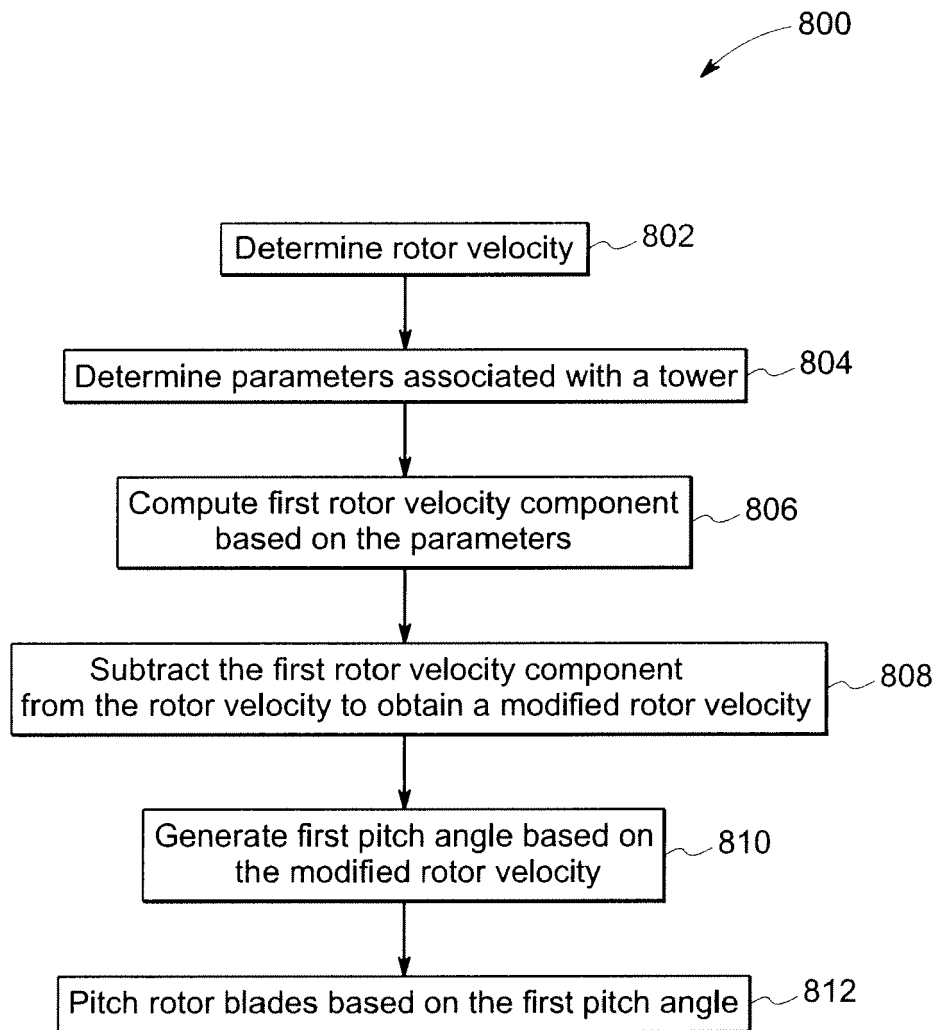 800
Determine rotor velocity
802
Determine parameters associated with a tower
804
Compute first rotor velocity component
based on the parameters
806
Subtract the first rotor velocity component
from the rotor velocity to obtain a modified rotor velocity
808
Generate first pitch angle based on
the modified rotor velocity
810
Pitch rotor blades based on the first pitch angle
812